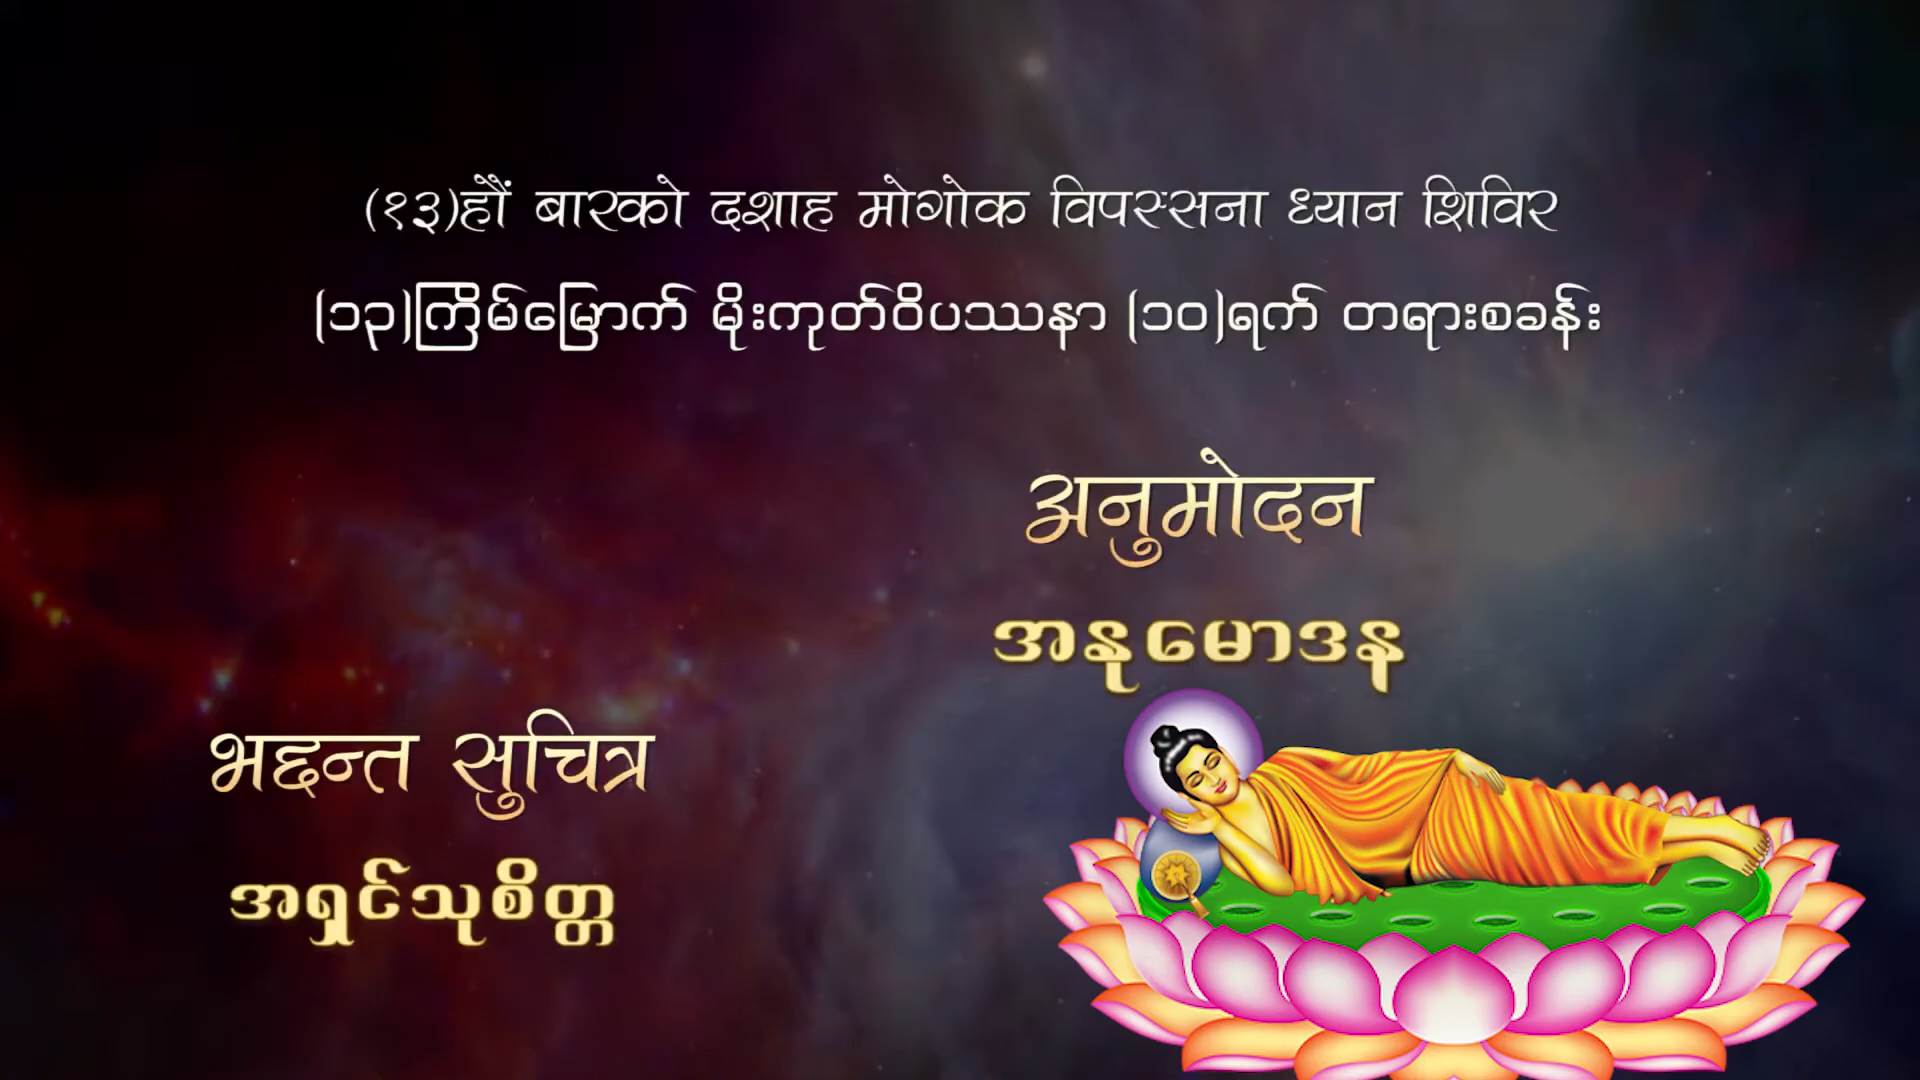 (१३)हौं बारको दशाह मोगोक विपस्सना ध्यान शिविर
(၁၃)ကြိမ်မြောက် မိုးကုတ်ဝိပဿနာ (၁၀)ရက် တရားစခန်း
अनुमोदन
အနုမောဒန
भद्दन्त सुचित्र
အရှင်သုစိတ္တ